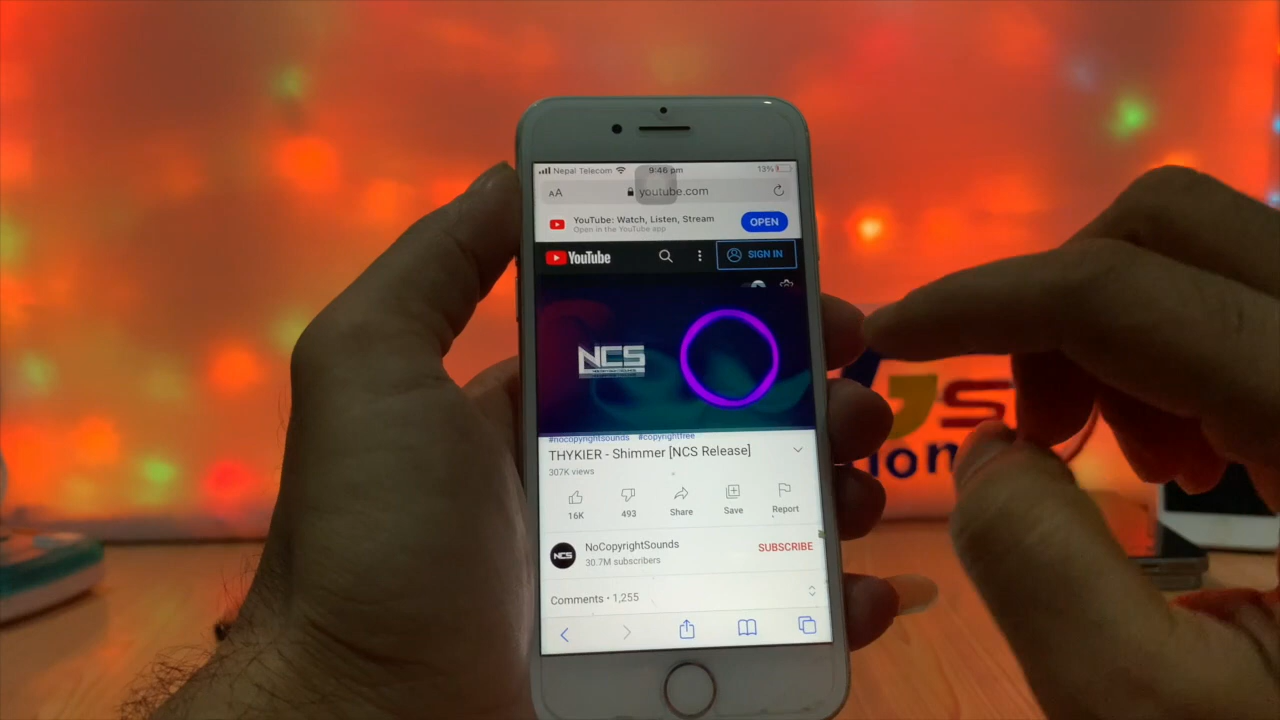 Nepal Telecom 9:46 pm 13%
AA youtube.com
YouTube: Watch, Listen, Stream
Open in the YouTube app
OPEN
YouTube SIGN IN
NCS
#nocopyrightsounds #copyrightfree
THYKIER - Shimmer [NCS Release]
307K views
16K 493 Share Save Report
NCS NoCopyrightSounds
30.7M subscribers
SUBSCRIBE
Comments • 1,255